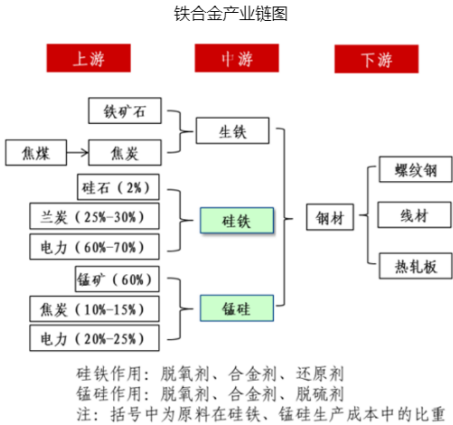 铁合金产业链图
上游 中游 下游
铁矿石
生铁
焦煤 焦炭
螺纹钢
硅石（2%）
兰炭（25%-30%） 硅铁 钢材 线材
电力（60%-70%）
热轧板
锰矿（60%）
焦炭（10%-15%） 锰硅
电力（20%-25%）
硅铁作用：脱氧剂、合金剂、还原剂
锰硅作用：脱氧剂、合金剂、脱硫剂
注：括号中为原料在硅铁、锰硅生产成本中的比重